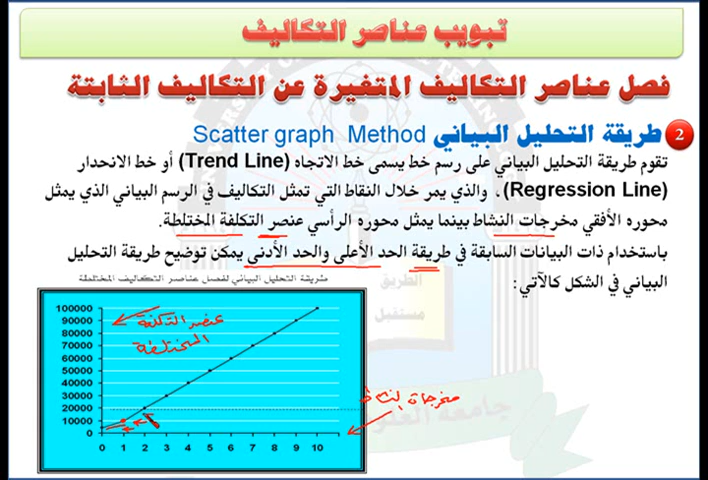 تبويب عناصر التكاليف
فصل عناصر التكاليف المتغيرة عن التكاليف الثابتة
2 طريقة التحليل البياني Scatter graph Method
تقوم طريقة التحليل البياني على رسم خط يسمى خط الاتجاه (Trend Line) أو خط الانحدار
(Regression Line)، والذي يمر خلال النقاط التي تمثل التكاليف في الرسم البياني الذي يمثل
محوره الأفقي مخرجات النشاط بينما يمثل محوره الرأسي عنصر التكلفة المختلطة.
باستخدام ذات البيانات السابقة في طريقة الحد الأعلى والحد الأدنى يمكن توضيح طريقة التحليل
البياني في الشكل كالآتي:
طريقة التحليل البياني لفصل عناصر التكاليف المختلطة
الطريق
مستقبل
100000
90000
80000
70000
60000
50000
40000
30000
20000
10000
0
0 1 2 3 4 5 6 7 8 9 10
عنصر التكلفة
المختلطة
مخرجات النشاط